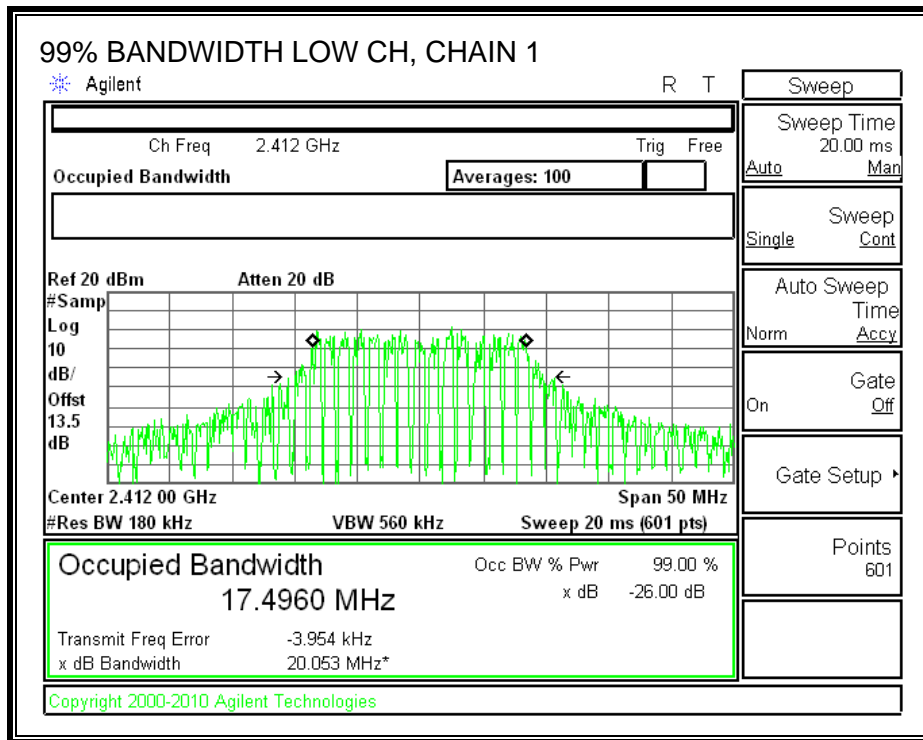 99% BANDWIDTH LOW CH, CHAIN 1
Agilent R T
Ch Freq 2.412 GHz Trig Free
Occupied Bandwidth Averages: 100
Ref 20 dBm Atten 20 dB
#Samp
Log
10
dB/
Offst
13.5
dB
Center 2.412 00 GHz Span 50 MHz
#Res BW 180 kHz VBW 560 kHz Sweep 20 ms (601 pts)
Occupied Bandwidth Occ BW % Pwr 99.00 %
17.4960 MHz x dB -26.00 dB
Transmit Freq Error -3.954 kHz
x dB Bandwidth 20.053 MHz*
Copyright 2000-2010 Agilent Technologies
Sweep
Sweep Time
20.00 ms
Auto Man
Sweep
Single Cont
Auto Sweep
Time
Norm Accy
Gate
On Off
Gate Setup
Points
601